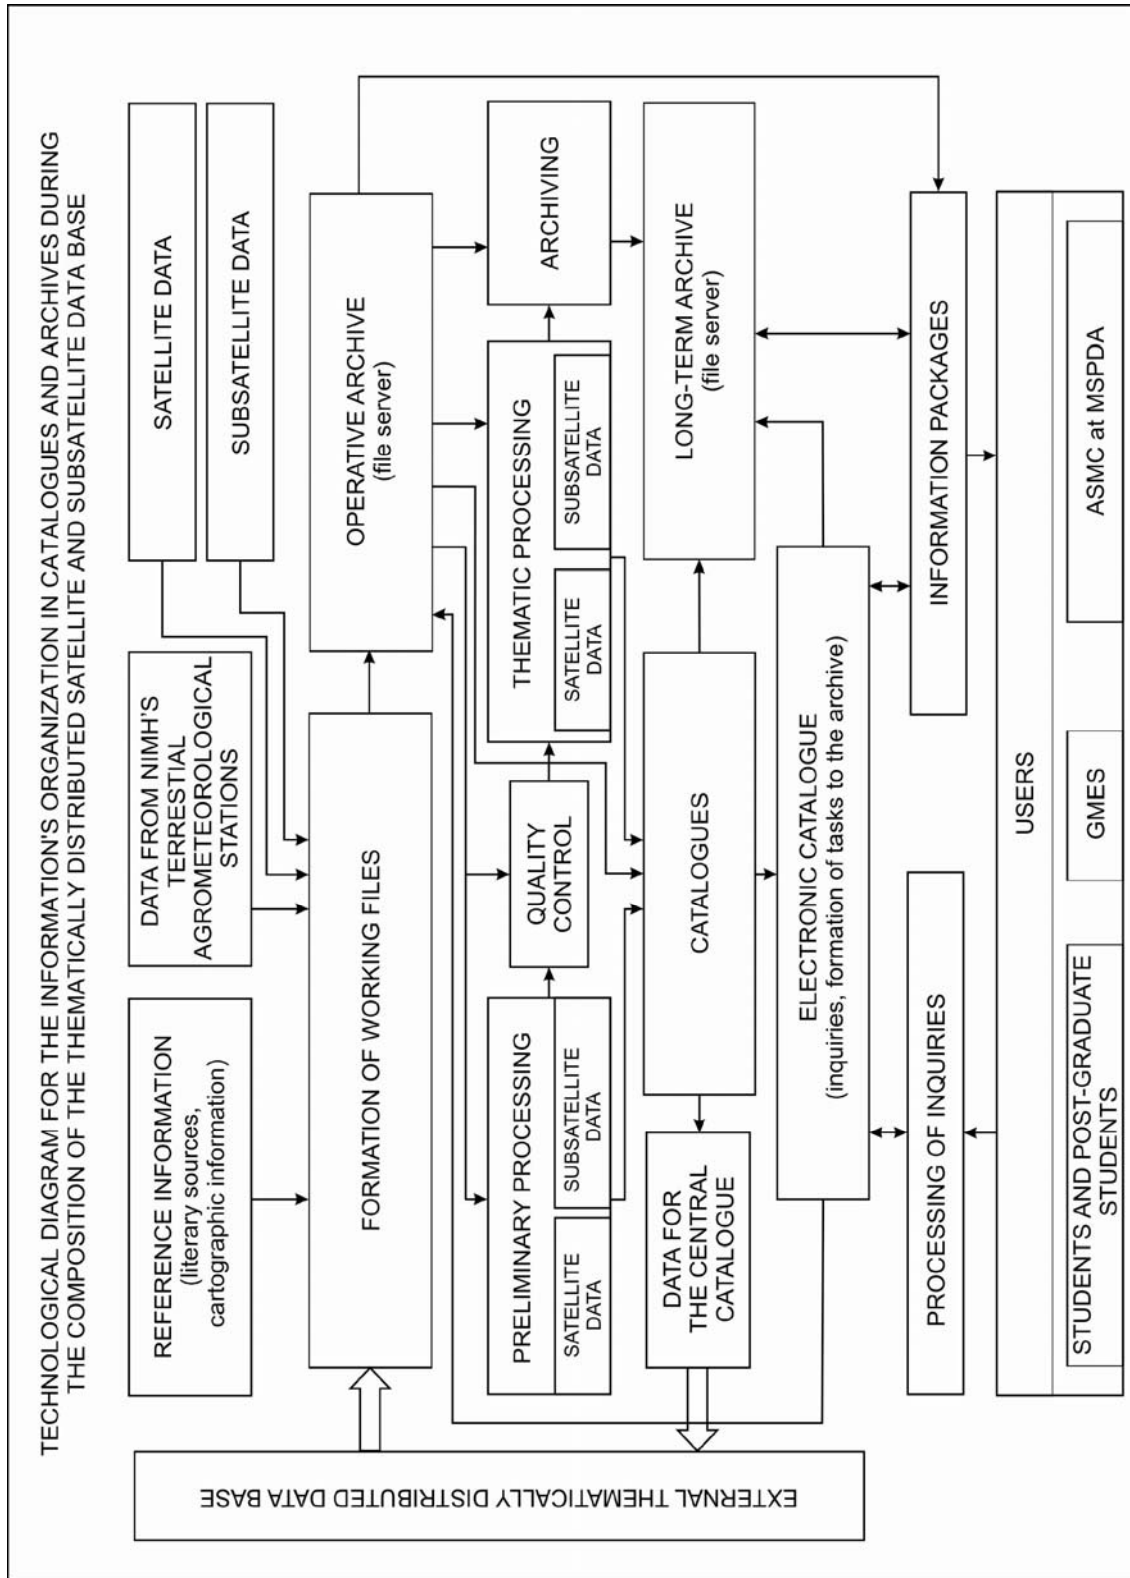 TECHNOLOGICAL DIAGRAM FOR THE INFORMATION'S ORGANIZATION IN CATALOGUES AND ARCHIVES DURING
THE COMPOSITION OF THE THEMATICALLY DISTRIBUTED SATELLITE AND SUBSATELLITE DATA BASE
EXTERNAL THEMATICALLY DISTRIBUTED DATA BASE
REFERENCE INFORMATION
(literary sources,
cartographic information)
DATA FROM NIMH'S
TERRESTIAL
AGROMETEOROLOGICAL
STATIONS
SATELLITE DATA
SUBSATELLITE DATA
FORMATION OF WORKING FILES
OPERATIVE ARCHIVE
(file server)
PRELIMINARY PROCESSING
SATELLITE
DATA
SUBSATELLITE
DATA
QUALITY
CONTROL
THEMATIC PROCESSING
SATELLITE
DATA
SUBSATELLITE
DATA
ARCHIVING
DATA FOR
THE CENTRAL
CATALOGUE
CATALOGUES
LONG-TERM ARCHIVE
(file server)
ELECTRONIC CATALOGUE
(inquiries, formation of tasks to the archive)
PROCESSING OF INQUIRIES
INFORMATION PACKAGES
USERS
STUDENTS AND POST-GRADUATE
STUDENTS
GMES
ASMC at MSPDA